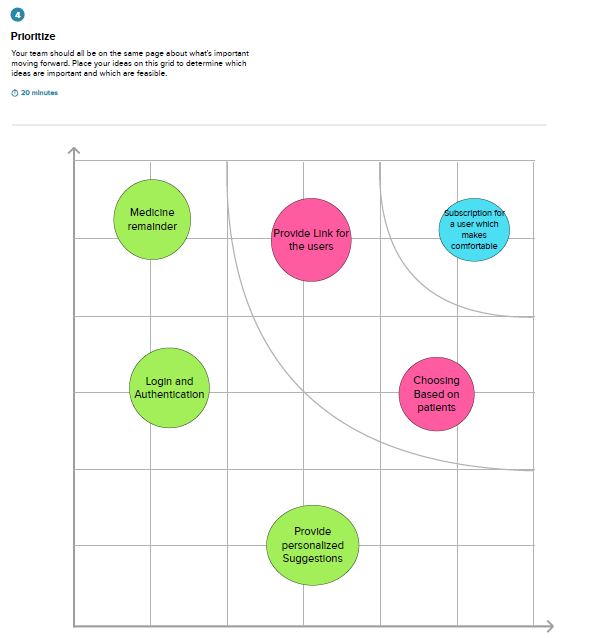 4
Prioritize
Your team should all be on the same page about what's important
moving forward. Place your ideas on this grid to determine which
ideas are important and which are feasible.
20 minutes
Medicine
remainder
Provide Link for
the users
Subscription for
a user which
makes
comfortable
Login and
Authentication
Choosing
Based on
patients
Provide
personalized
Suggestions